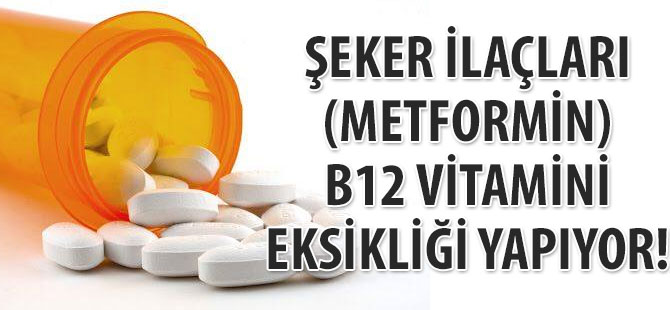 ŞEKER İLAÇLARI
(METFORMİN)
B12 VİTAMİNİ
EKSİKLİĞİ YAPIYOR!